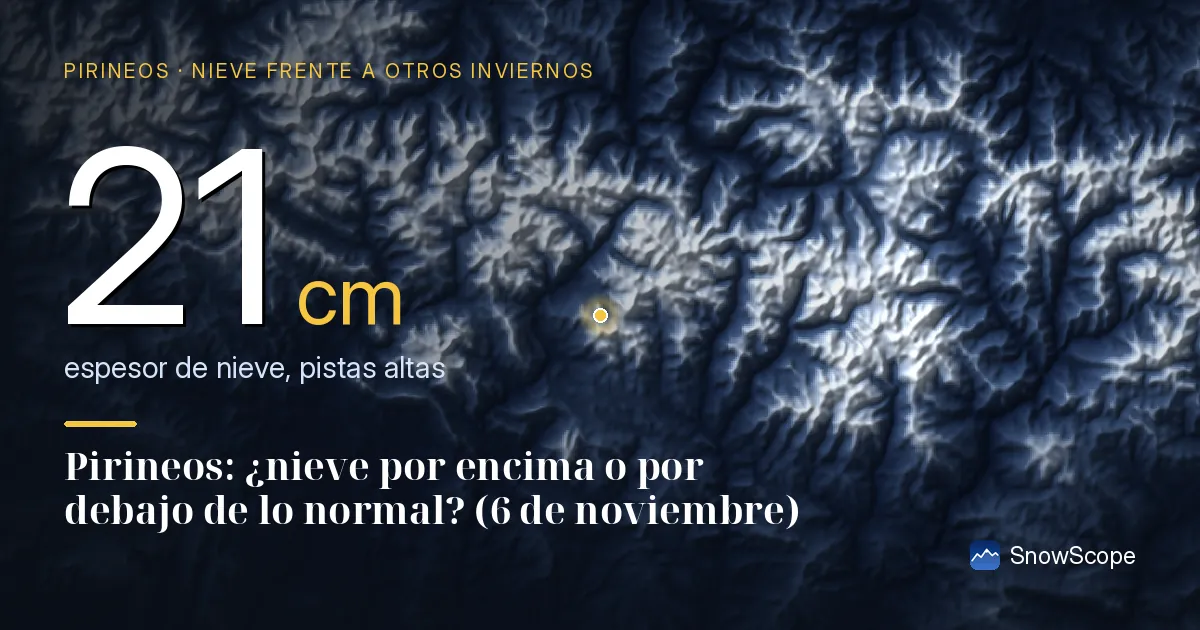 PIRINEOS · NIEVE FRENTE A OTROS INVIERNOS
21 cm
espesor de nieve, pistas altas
Pirineos: ¿nieve por encima o por
debajo de lo normal? (6 de noviembre)
SnowScope